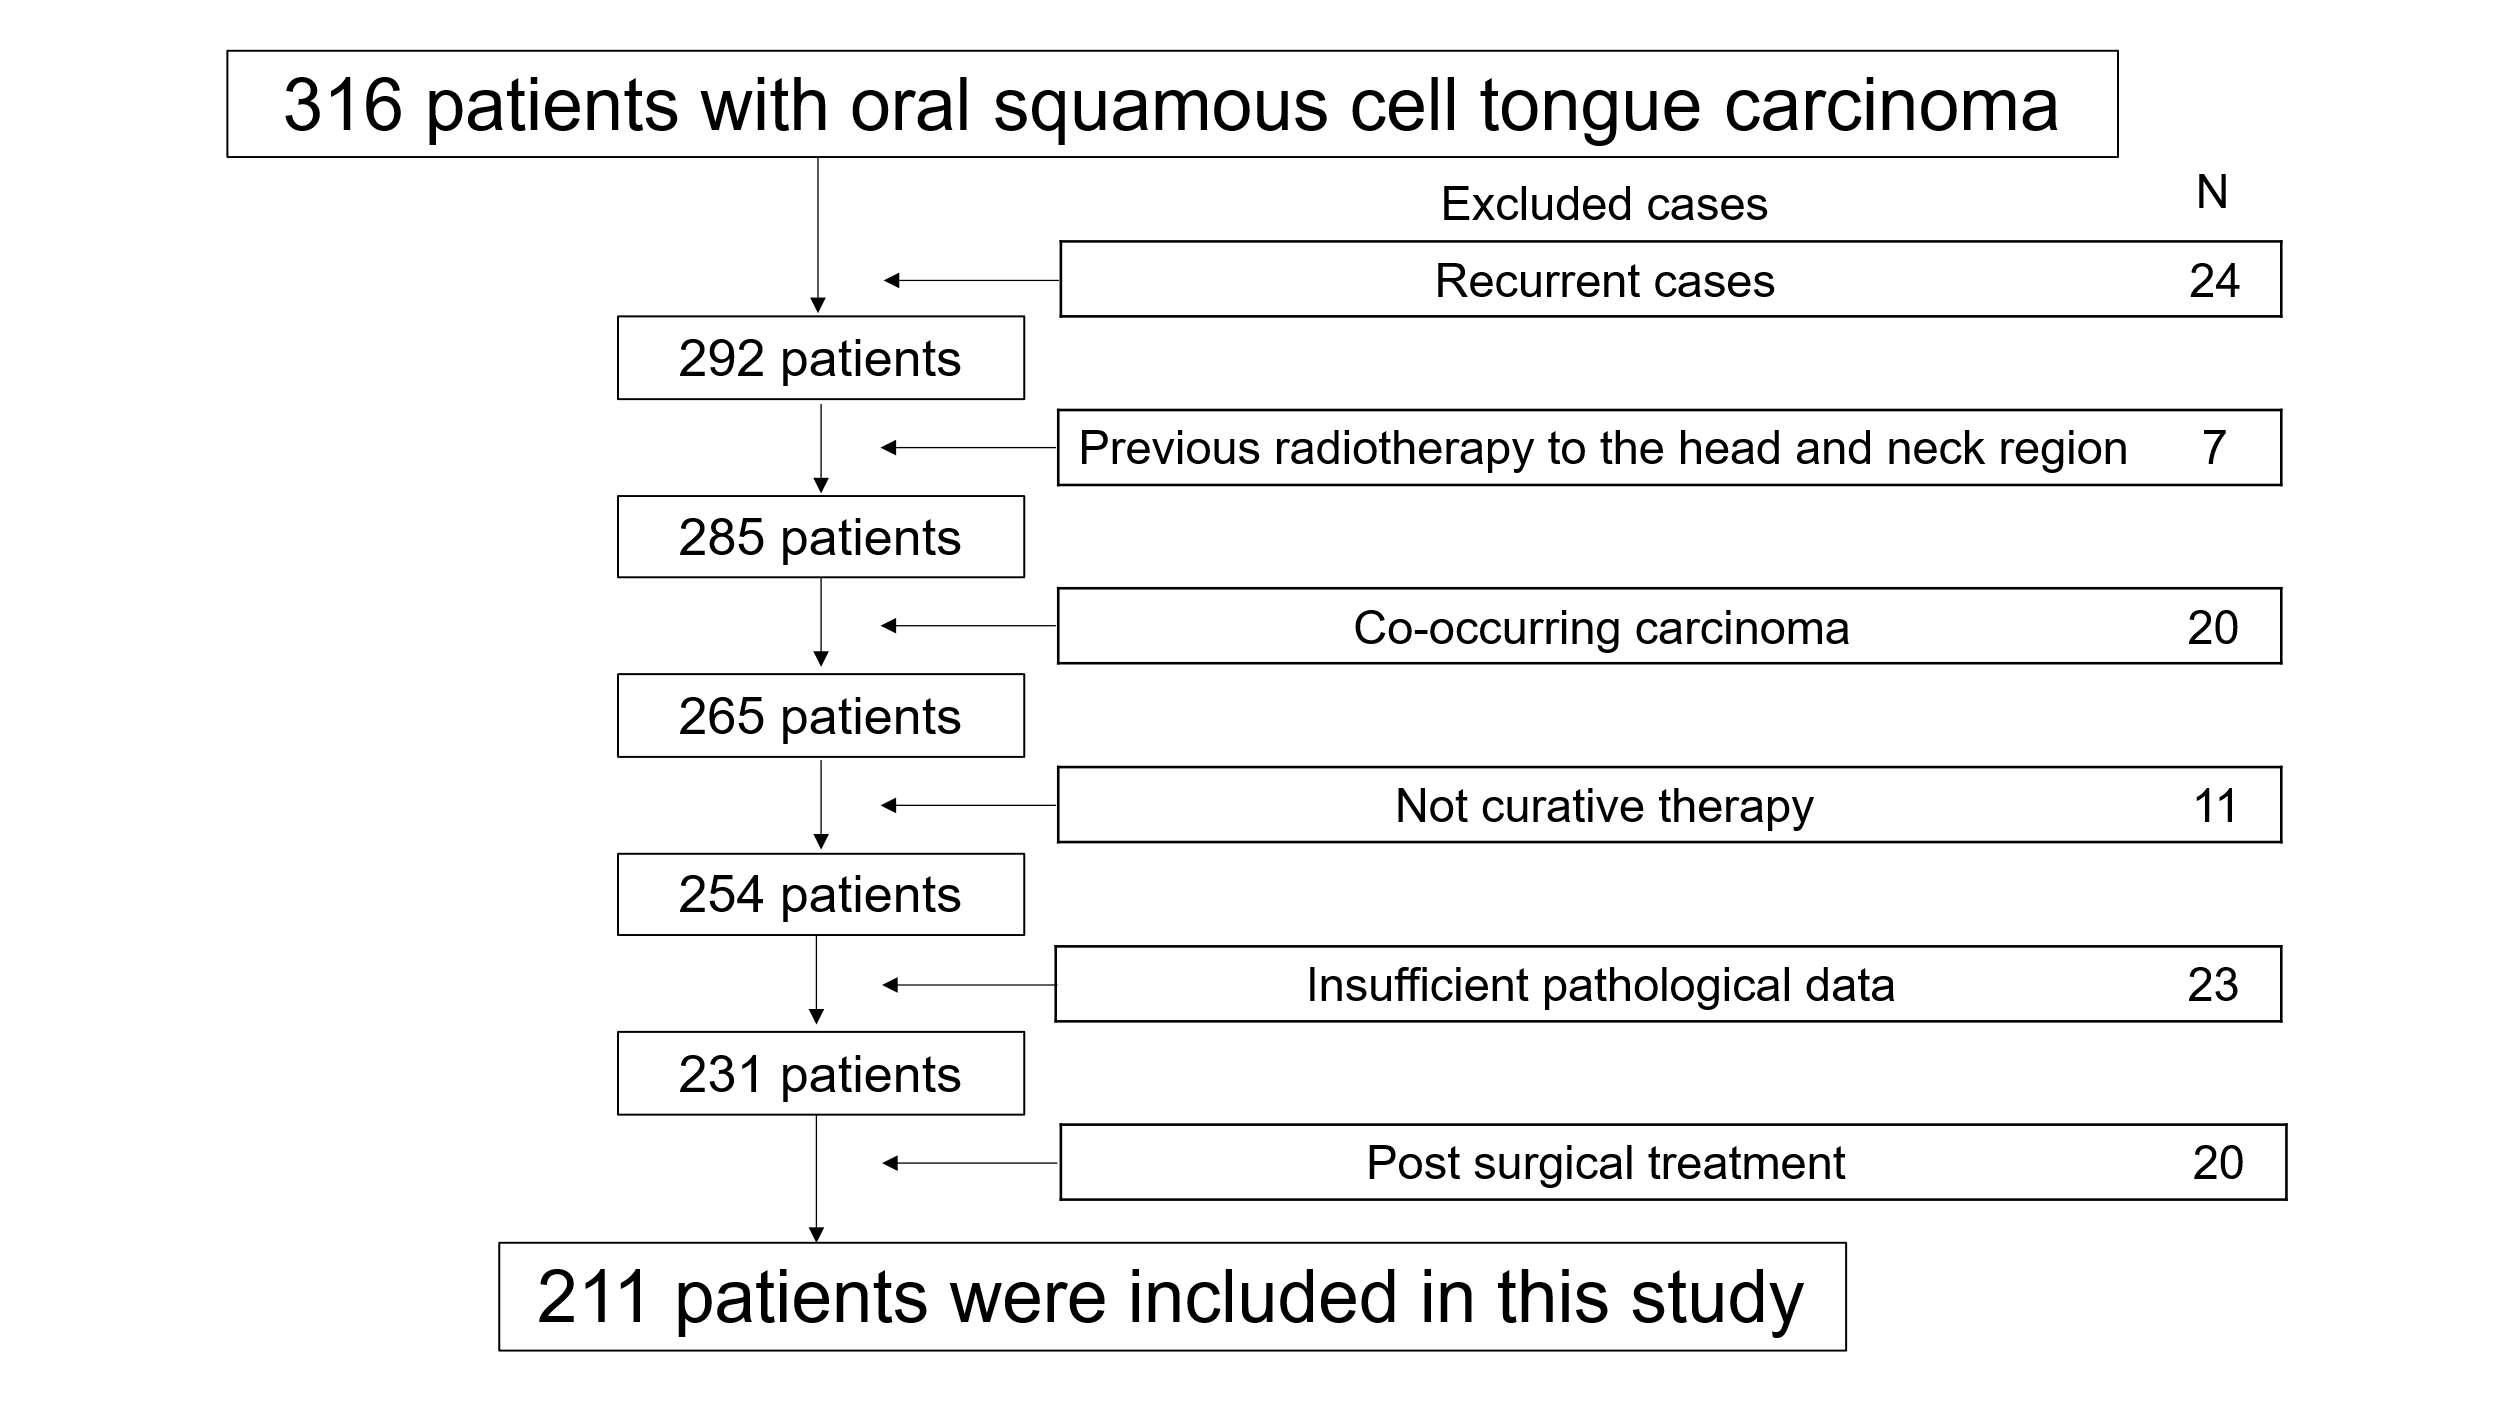 316 patients with oral squamous cell tongue carcinoma
Excluded cases N
Recurrent cases 24
292 patients
Previous radiotherapy to the head and neck region 7
285 patients
Co-occurring carcinoma 20
265 patients
Not curative therapy 11
254 patients
Insufficient pathological data 23
231 patients
Post surgical treatment 20
211 patients were included in this study